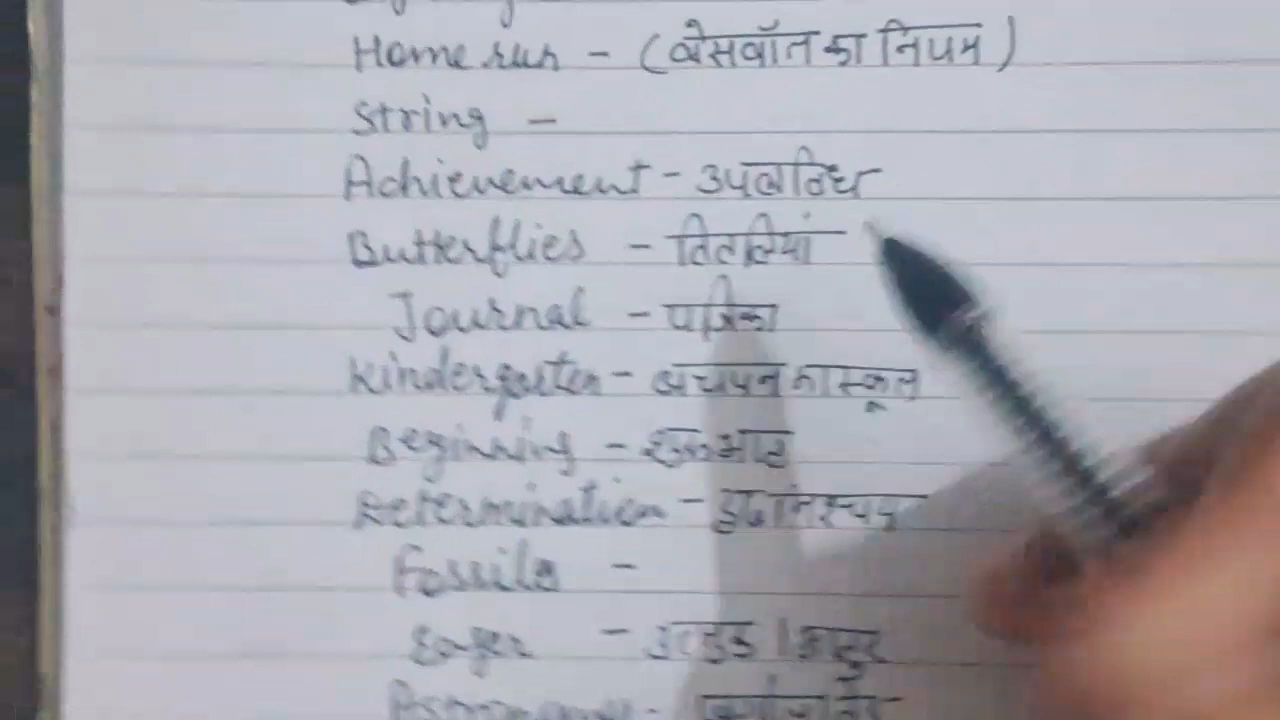 Home run - (बेसबॉल का नियम)
String -
Achievement - उपलब्धि
Butterflies - तितलियां
Journal - पत्रिका
Kindergarten - बचपन का स्कूल
Beginning - शुरुआत
Determination - दृढ़निश्चय
Fossils -
Eager - उत्सुक / आतुर